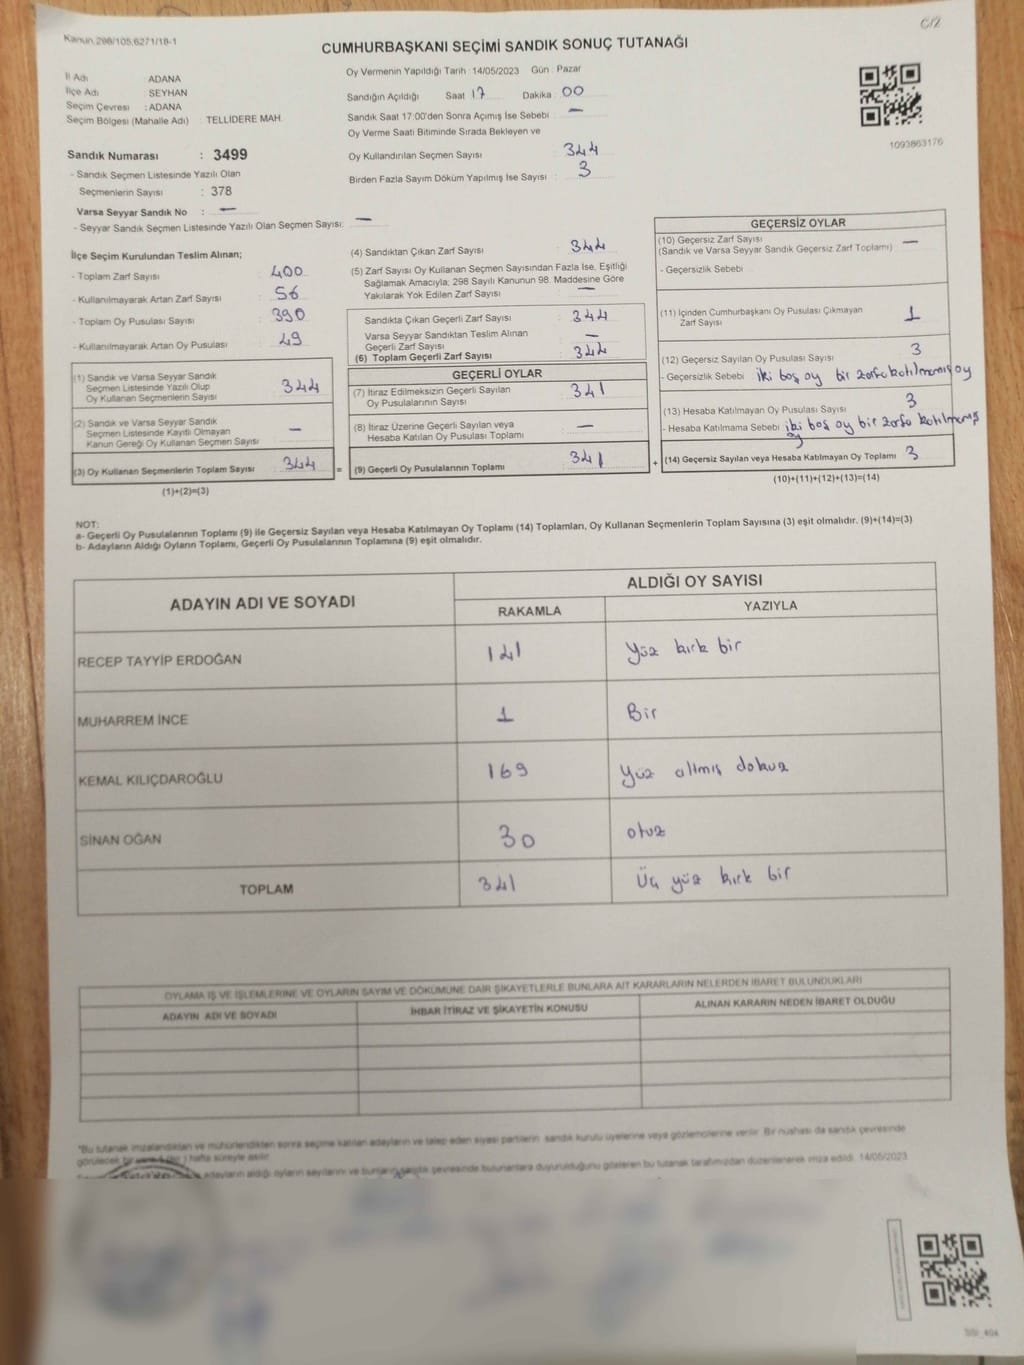 6/2
Kanun 298/105,6271/18-1
CUMHURBAŞKANI SEÇİMİ SANDIK SONUÇ TUTANAĞI
İl Adı ADANA
İlçe Adı : SEYHAN
Seçim Çevresi : ADANA
Seçim Bölgesi (Mahalle Adı) : TELLİDERE MAH.
Oy Vermenin Yapıldığı Tarih : 14/05/2023 Gün : Pazar
Sandığın Açıldığı Saat 17 Dakika 00
Sandık Saat 17:00'den Sonra Açımış İse Sebebi : —
Oy Verme Saati Bitiminde Sırada Bekleyen ve
Oy Kullandırılan Seçmen Sayısı : 344
Birden Fazla Sayım Döküm Yapılmış İse Sayısı : 3
1093863176
Sandık Numarası : 3499
- Sandık Seçmen Listesinde Yazılı Olan
Seçmenlerin Sayısı : 378
Varsa Seyyar Sandık No : —
- Seyyar Sandık Seçmen Listesinde Yazılı Olan Seçmen Sayısı: —
İlçe Seçim Kurulundan Teslim Alınan;
- Toplam Zarf Sayısı : 400
- Kullanılmayarak Artan Zarf Sayısı : 56
- Toplam Oy Pusulası Sayısı : 390
- Kullanılmayarak Artan Oy Pusulası : 49
(1) Sandık ve Varsa Seyyar Sandık
Seçmen Listesinde Yazılı Olup
Oy Kullanan Seçmenlerin Sayısı : 344
(2) Sandık ve Varsa Seyyar Sandık
Seçmen Listesinde Kayıtlı Olmayan
Kanun Gereği Oy Kullanan Seçmen Sayısı : —
(3) Oy Kullanan Seçmenlerin Toplam Sayısı : 344 =
(1)+(2)=(3)
(4) Sandıktan Çıkan Zarf Sayısı : 344
(5) Zarf Sayısı Oy Kullanan Seçmen Sayısından Fazla İse, Eşitliği
Sağlamak Amacıyla; 298 Sayılı Kanunun 98. Maddesine Göre
Yakılarak Yok Edilen Zarf Sayısı : —
Sandıkta Çıkan Geçerli Zarf Sayısı : 344
Varsa Seyyar Sandıktan Teslim Alınan
Geçerli Zarf Sayısı : —
(6) Toplam Geçerli Zarf Sayısı : 344
GEÇERLİ OYLAR
(7) İtiraz Edilmeksizin Geçerli Sayılan
Oy Pusulalarının Sayısı : 341
(8) İtiraz Üzerine Geçerli Sayılan veya
Hesaba Katılan Oy Pusulası Toplamı : —
(9) Geçerli Oy Pusulalarının Toplamı : 341 +
GEÇERSİZ OYLAR
(10) Geçersiz Zarf Sayısı
(Sandık ve Varsa Seyyar Sandık Geçersiz Zarf Toplamı) —
- Geçersizlik Sebebi :
(11) İçinden Cumhurbaşkanı Oy Pusulası Çıkmayan
Zarf Sayısı : 1
(12) Geçersiz Sayılan Oy Pusulası Sayısı : 3
- Geçersizlik Sebebi : iki boş oy bir zarfa katılmamış oy
(13) Hesaba Katılmayan Oy Pusulası Sayısı : 3
- Hesaba Katılmama Sebebi : iki boş oy bir zarfa katılmamış
oy
(14) Geçersiz Sayılan veya Hesaba Katılmayan Oy Toplamı : 3
(10)+(11)+(12)+(13)=(14)
NOT:
a- Geçerli Oy Pusulalarının Toplamı (9) ile Geçersiz Sayılan veya Hesaba Katılmayan Oy Toplamı (14) Toplamları, Oy Kullanan Seçmenlerin Toplam Sayısına (3) eşit olmalıdır. (9)+(14)=(3)
b- Adayların Aldığı Oyların Toplamı, Geçerli Oy Pusulalarının Toplamına (9) eşit olmalıdır.
ADAYIN ADI VE SOYADI
ALDIĞI OY SAYISI
RAKAMLA YAZIYLA
RECEP TAYYİP ERDOĞAN 141 Yüz kırk bir
MUHARREM İNCE 1 Bir
KEMAL KILIÇDAROĞLU 169 Yüz altmış dokuz
SİNAN OĞAN 30 otuz
TOPLAM 341 Üç yüz kırk bir
OYLAMA İŞ VE İŞLEMLERİNE VE OYLARIN SAYIM VE DÖKÜMÜNE DAİR ŞİKAYETLERLE BUNLARA AİT KARARLARIN NELERDEN İBARET BULUNDUKLARI
ADAYIN ADI VE SOYADI İHBAR İTİRAZ VE ŞİKAYETİN KONUSU ALINAN KARARIN NEDEN İBARET OLDUĞU
"Bu tutanak imzalandıktan ve mühürlendikten sonra seçime katılan adayların ve talep eden siyasi partilerin sandık kurulu üyelerine veya gözlemcilerine verilir. Bir nüshası da sandık çevresinde
hafta süreyle asılır.
adayların aldığı oyların sayılarını ve bunların sandık çevresinde bulunanlara duyurulduğunu gösteren bu tutanak tarafımızdan düzenlenerek imza edildi. 14/05/2023